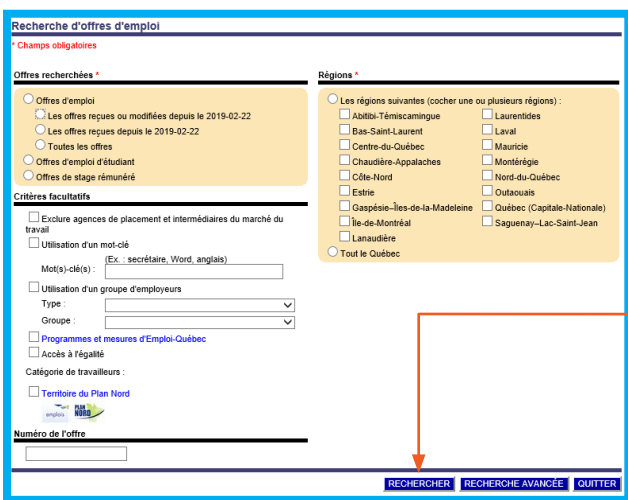 Recherche d'offres d'emploi
* Champs obligatoires
Offres recherchées *
Offres d'emploi
Les offres reçues ou modifiées depuis le 2019-02-22
Les offres reçues depuis le 2019-02-22
Toutes les offres
Offres d'emploi d'étudiant
Offres de stage rémunéré
Critères facultatifs
Exclure agences de placement et intermédiaires du marché du
travail
Utilisation d'un mot-clé
(Ex. : secrétaire, Word, anglais)
Mot(s)-clé(s) :
Utilisation d'un groupe d'employeurs
Type :
Groupe :
Programmes et mesures d'Emploi-Québec
Accès à l'égalité
Catégorie de travailleurs :
Territoire du Plan Nord
emplois PLAN NORD
Numéro de l'offre
Régions *
Les régions suivantes (cocher une ou plusieurs régions) :
Abitibi-Témiscamingue
Bas-Saint-Laurent
Centre-du-Québec
Chaudière-Appalaches
Côte-Nord
Estrie
Gaspésie–Îles-de-la-Madeleine
Île-de-Montréal
Lanaudière
Laurentides
Laval
Mauricie
Montérégie
Nord-du-Québec
Outaouais
Québec (Capitale-Nationale)
Saguenay–Lac-Saint-Jean
Tout le Québec
RECHERCHER RECHERCHE AVANCÉE QUITTER